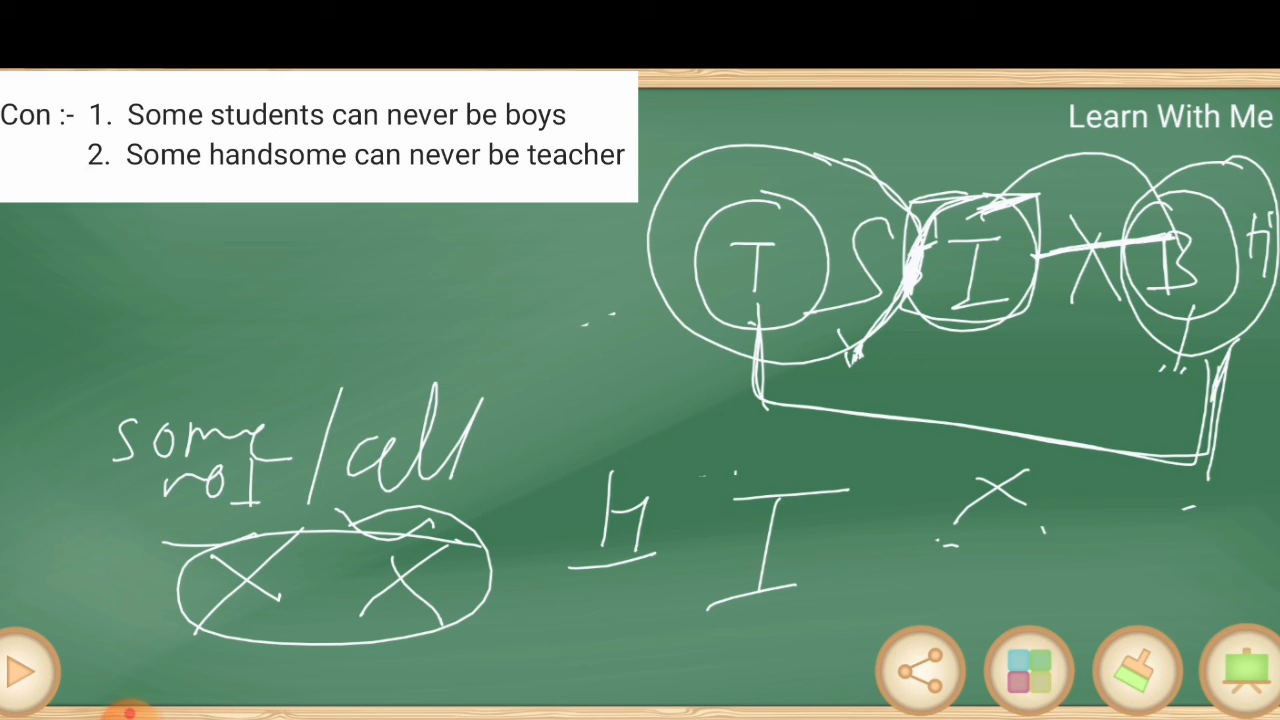 Con :- 1. Some students can never be boys
2. Some handsome can never be teacher
Learn With Me
T S I X B H
some / all
not
H I X
X X